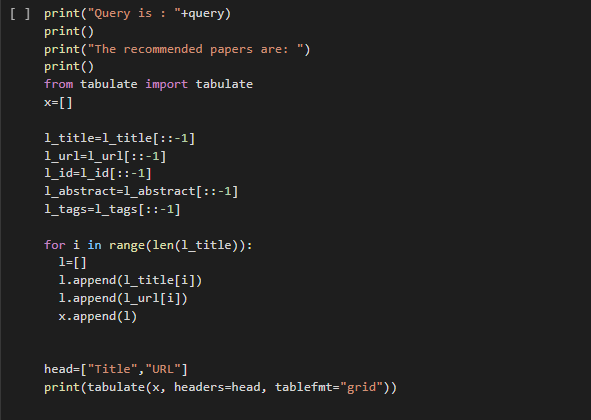 [ ] print("Query is : "+query)
print()
print("The recommended papers are: ")
print()
from tabulate import tabulate
x=[]
l_title=l_title[::-1]
l_url=l_url[::-1]
l_id=l_id[::-1]
l_abstract=l_abstract[::-1]
l_tags=l_tags[::-1]
for i in range(len(l_title)):
  l=[]
  l.append(l_title[i])
  l.append(l_url[i])
  x.append(l)
head=["Title","URL"]
print(tabulate(x, headers=head, tablefmt="grid"))